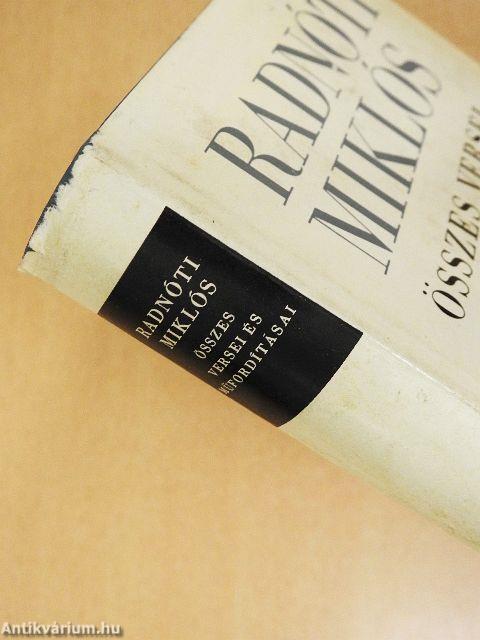 RADNÓTI
MIKLÓS
ÖSSZES VERSEI
RADNÓTI
MIKLÓS
ÖSSZES
VERSEI ÉS
MŰFORDÍTÁSAI
Antikvárium.hu